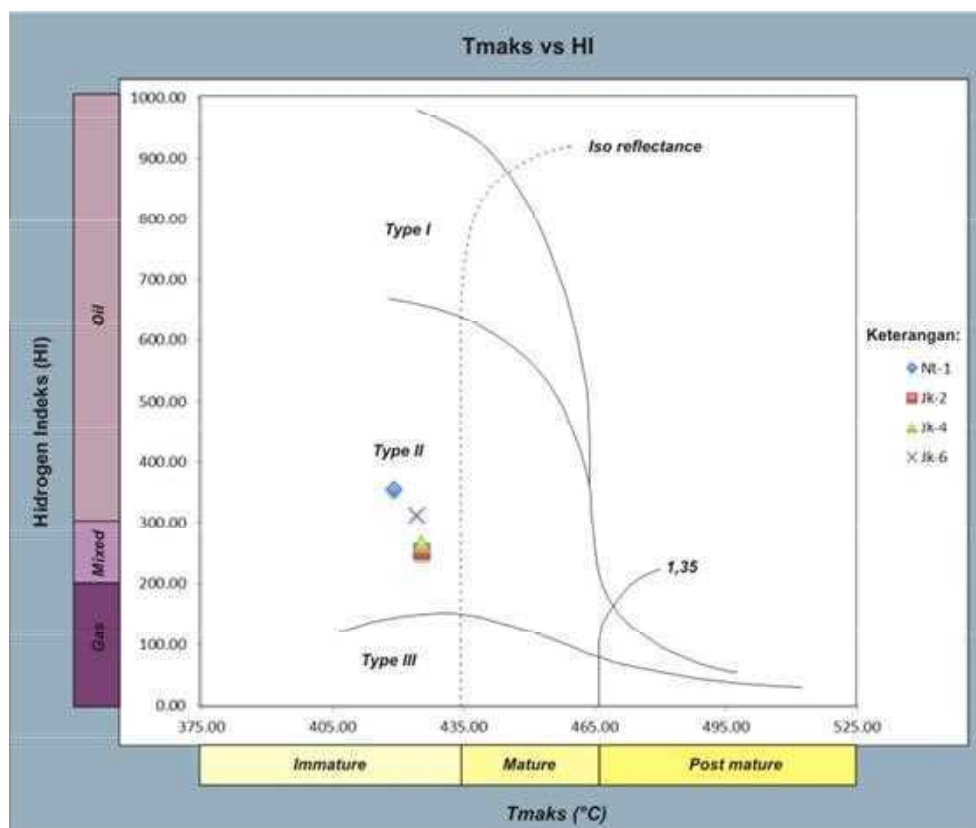 Tmaks vs HI
Hidrogen Indeks (HI)
Oil
Mixed
Gas
1000.00
900.00
800.00
700.00
600.00
500.00
400.00
300.00
200.00
100.00
0.00
Iso reflectance
Type I
Type II
1,35
Type III
Keterangan:
Nt-1
Jk-2
Jk-4
Jk-6
375.00 405.00 435.00 465.00 495.00 525.00
Immature Mature Post mature
Tmaks (°C)